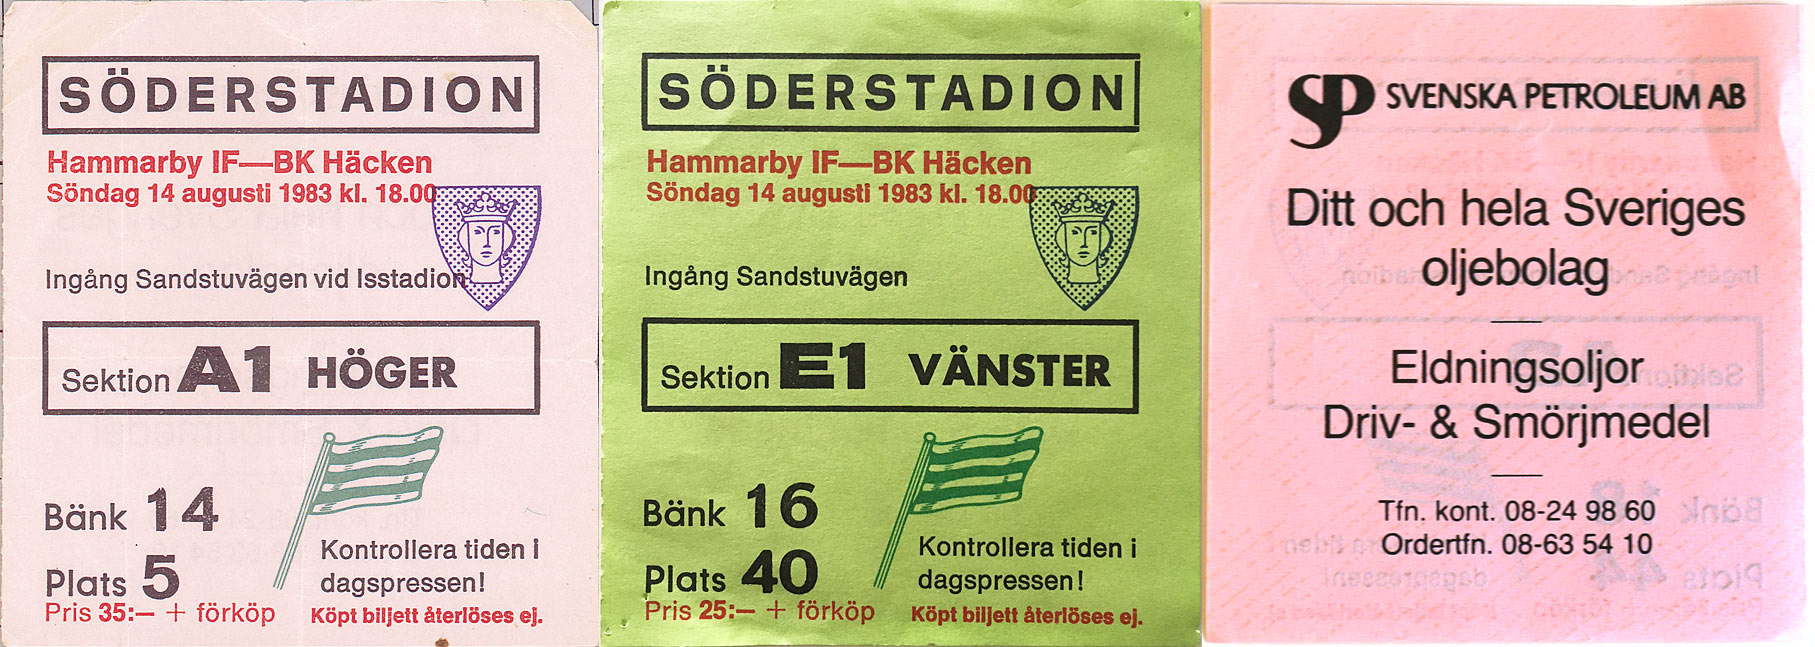 SÖDERSTADION
Hammarby IF—BK Häcken
Söndag 14 augusti 1983 kl. 18.00
Ingång Sandstuvägen vid Isstadion
Sektion A1 HÖGER
Bänk 14
Plats 5
Kontrollera tiden i
dagspressen!
Pris 35:— + förköp
Köpt biljett återlöses ej.
SÖDERSTADION
Hammarby IF—BK Häcken
Söndag 14 augusti 1983 kl. 18.00
Ingång Sandstuvägen
Sektion E1 VÄNSTER
Bänk 16
Plats 40
Kontrollera tiden i
dagspressen!
Pris 25:— + förköp
Köpt biljett återlöses ej.
SP SVENSKA PETROLEUM AB
Ditt och hela Sveriges
oljebolag
Eldningsoljor
Driv- & Smörjmedel
Tfn. kont. 08-24 98 60
Ordertfn. 08-63 54 10